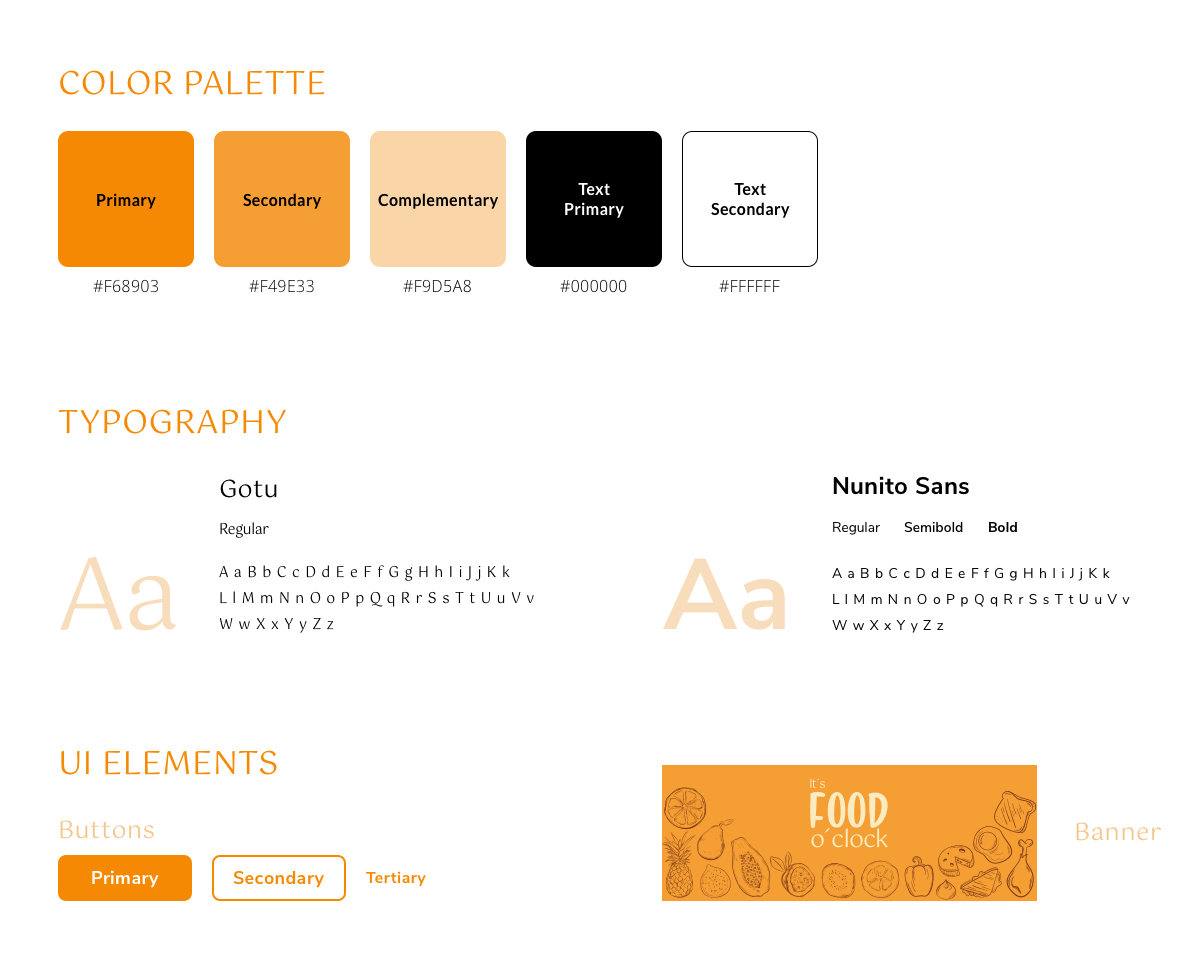 COLOR PALETTE
Primary
Secondary
Complementary
Text
Primary
Text
Secondary
#F68903
#F49E33
#F9D5A8
#000000
#FFFFFF
TYPOGRAPHY
Aa
Gotu
Regular
A a B b C c D d E e F f G g H h I i J j K k
L l M m N n O o P p Q q R r S s T t U u V v
W w X x Y y Z z
Aa
Nunito Sans
Regular Semibold Bold
A a B b C c D d E e F f G g H h I i J j K k
L l M m N n O o P p Q q R r S s T t U u V v
W w X x Y y Z z
UI ELEMENTS
Buttons
Primary
Secondary
Tertiary
It´s
FOOD
o´clock
Banner